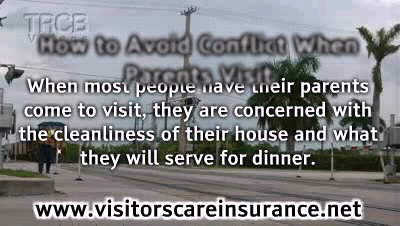 TRCB
How to Avoid Conflict When
Parents Visit
When most people have their parents
come to visit, they are concerned with
the cleanliness of their house and what
they will serve for dinner.
www.visitorscareinsurance.net